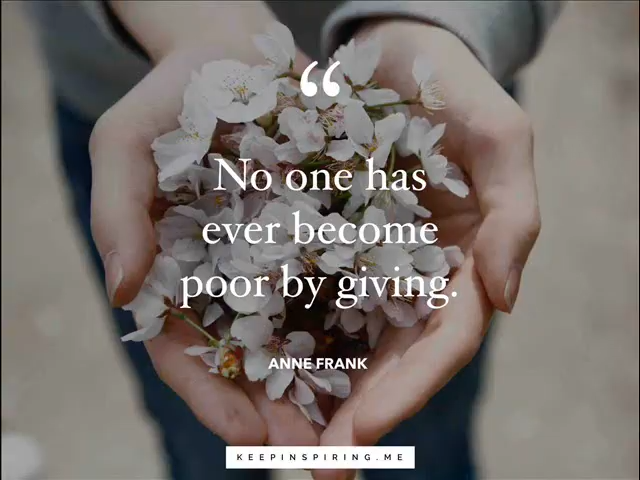 “
No one has
ever become
poor by giving.
ANNE FRANK
KEEPINSPIRING.ME